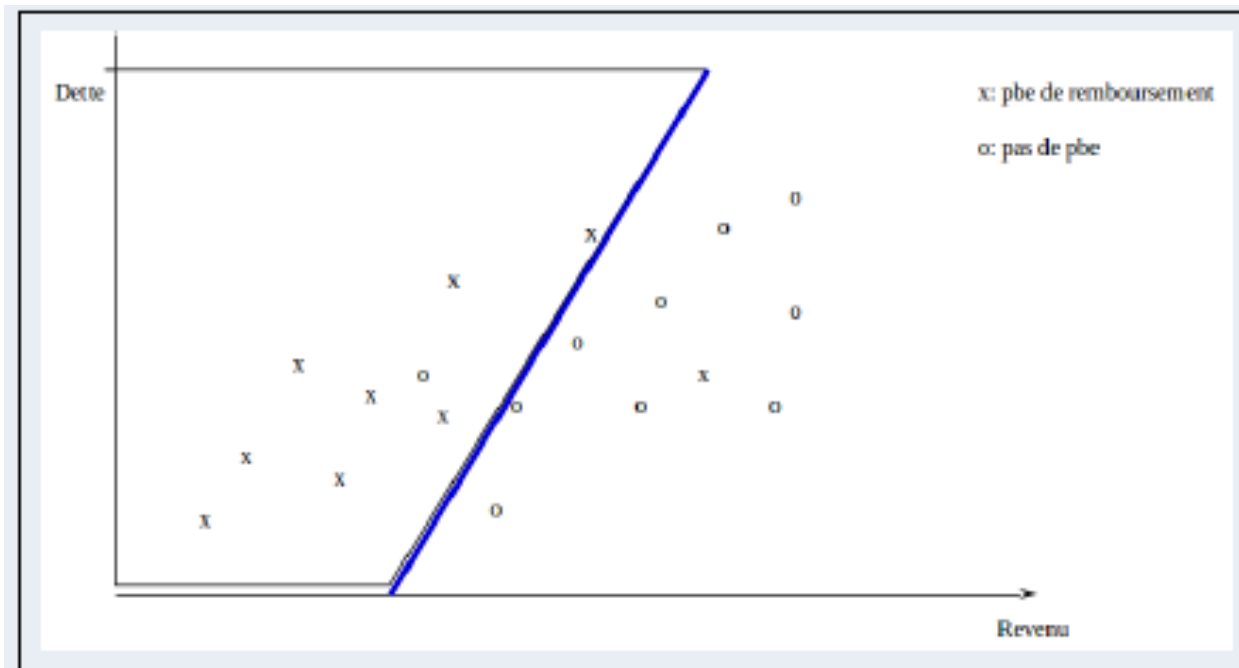 Dette
x: pbe de remboursement
o: pas de pbe
o
x
o
x
o
o
o
x
o
x
x
x
o
o
o
x
x
x
o
x
Revenu